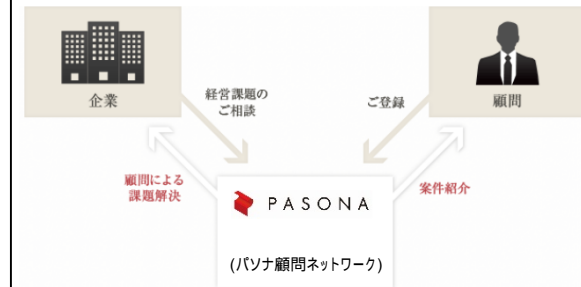 企業
顧問
経営課題の
ご相談
ご登録
顧問による
課題解決
案件紹介
PASONA
(パソナ顧問ネットワーク)